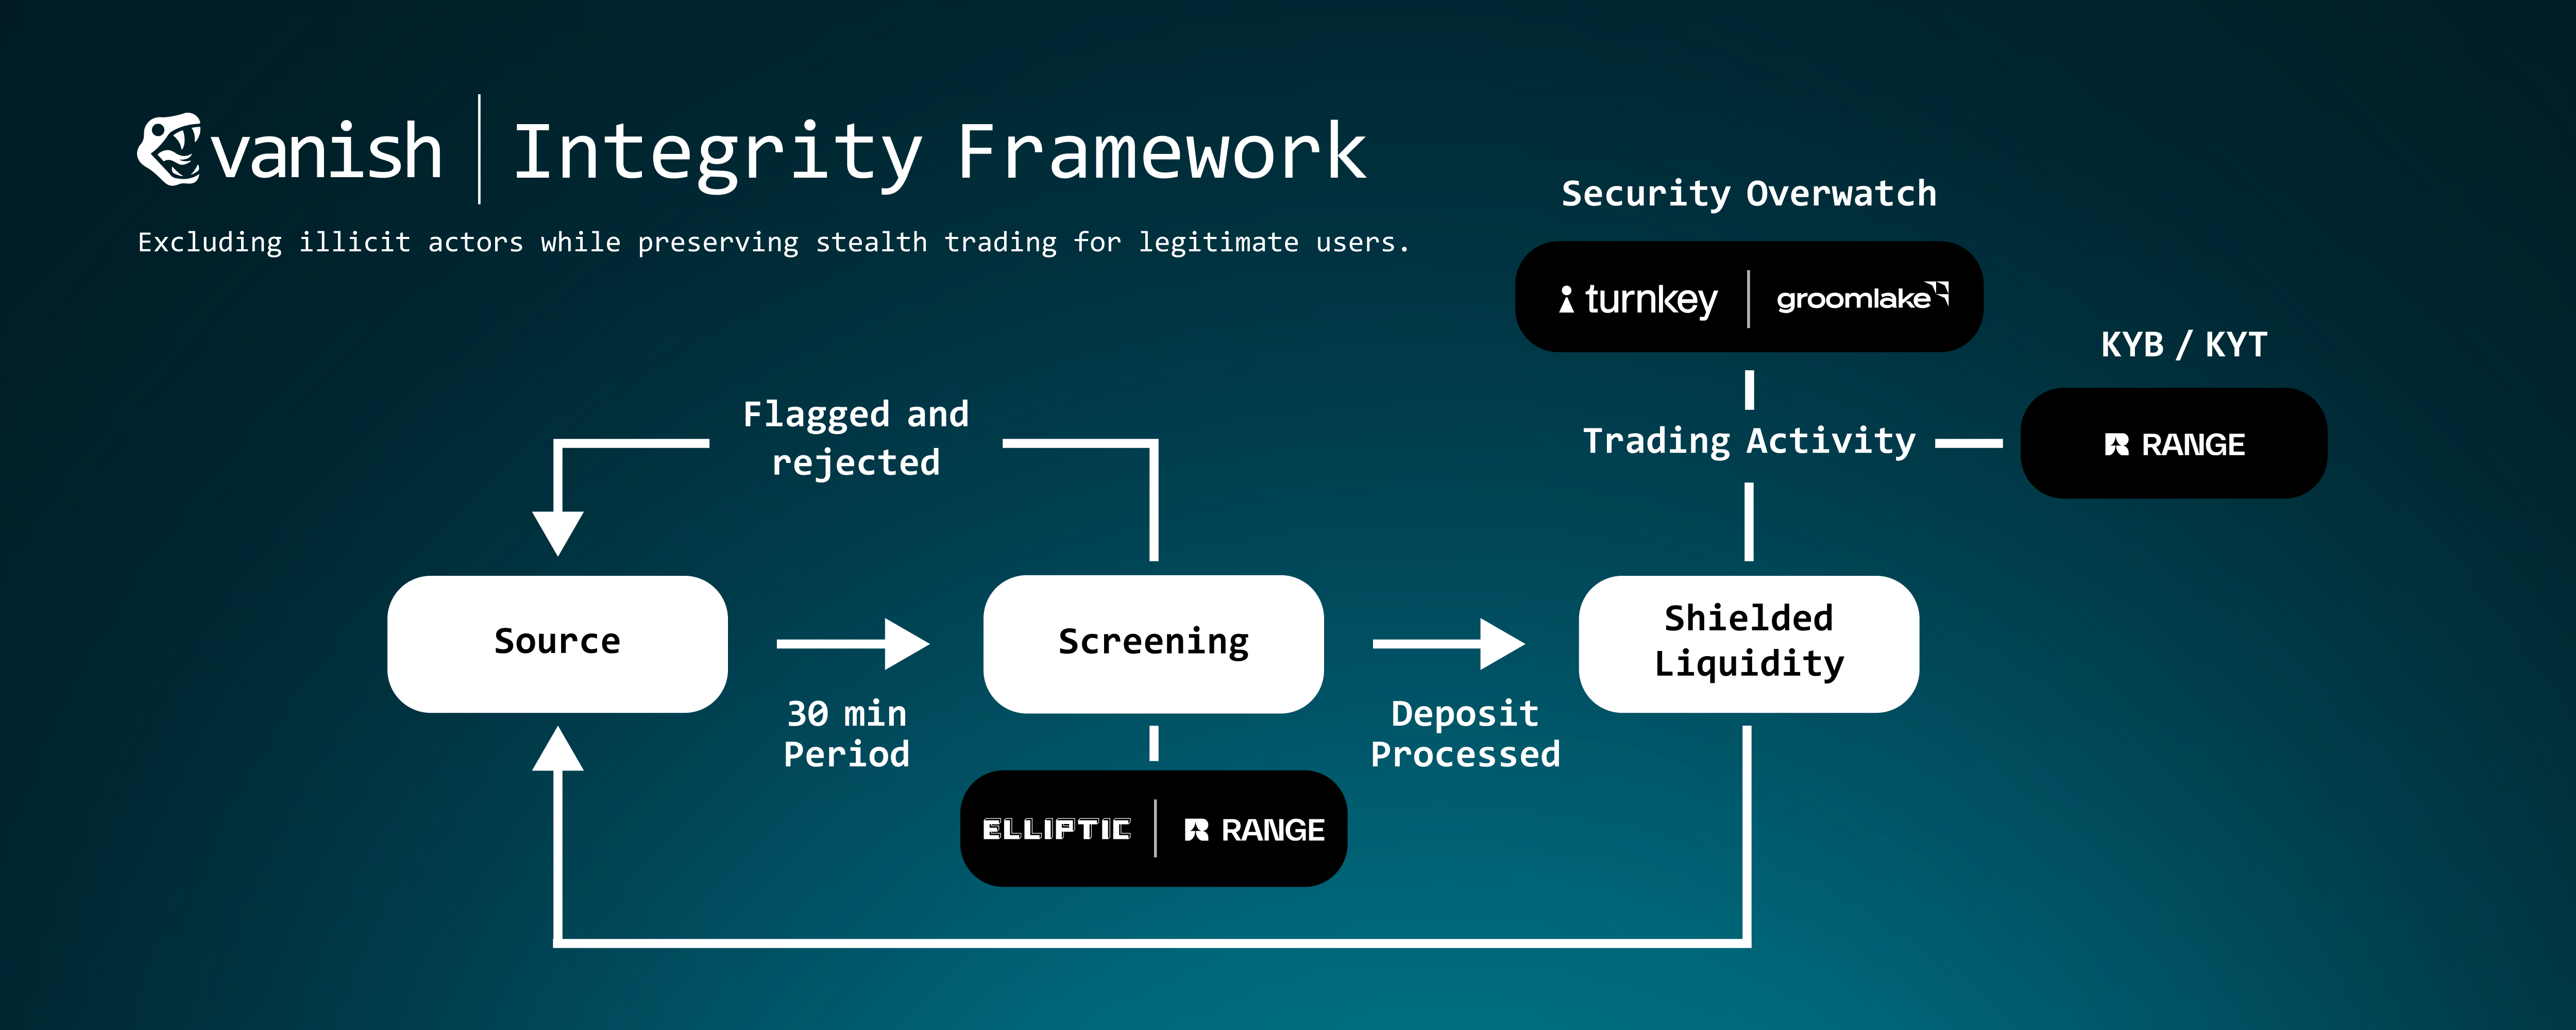 vanish
Integrity Framework
Excluding illicit actors while preserving stealth trading for legitimate users.
Security Overwatch
turnkey
groomlake
KYB / KYT
RANGE
Trading Activity
Flagged and
rejected
Source
30 min
Period
Screening
ELLIPTIC
RANGE
Deposit
Processed
Shielded
Liquidity